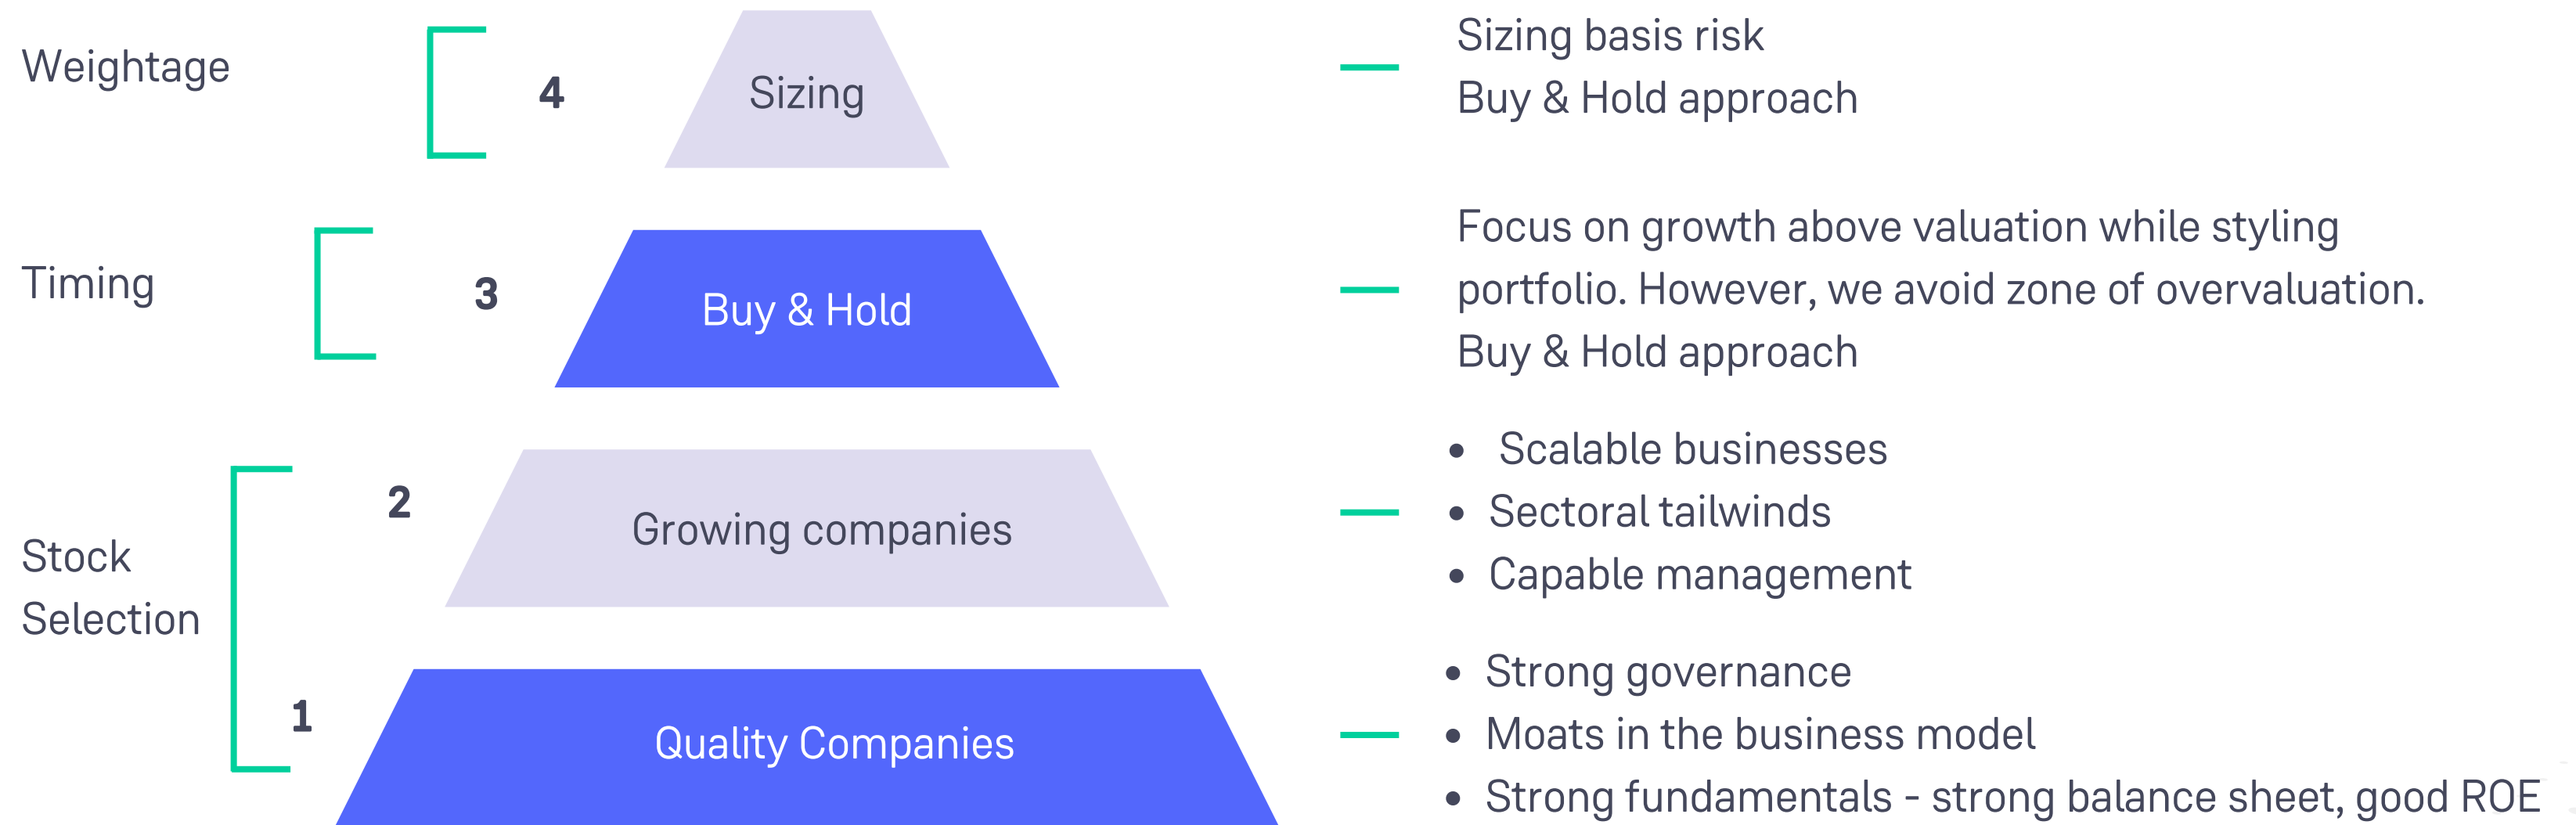 Weightage
4
Sizing
Sizing basis risk
Buy & Hold approach
Timing
3
Buy & Hold
Focus on growth above valuation while styling
portfolio. However, we avoid zone of overvaluation.
Buy & Hold approach
Stock
Selection
2
Growing companies
• Scalable businesses
• Sectoral tailwinds
• Capable management
1
Quality Companies
• Strong governance
• Moats in the business model
• Strong fundamentals - strong balance sheet, good ROE